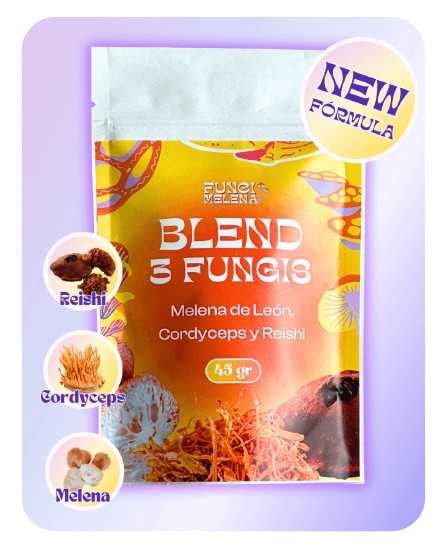 NEW
FÓRMULA
FUNGI
MELENA
BLEND
3 FUNGIS
Melena de León,
Cordyceps y Reishi
45 gr
Reishi
Cordyceps
Melena